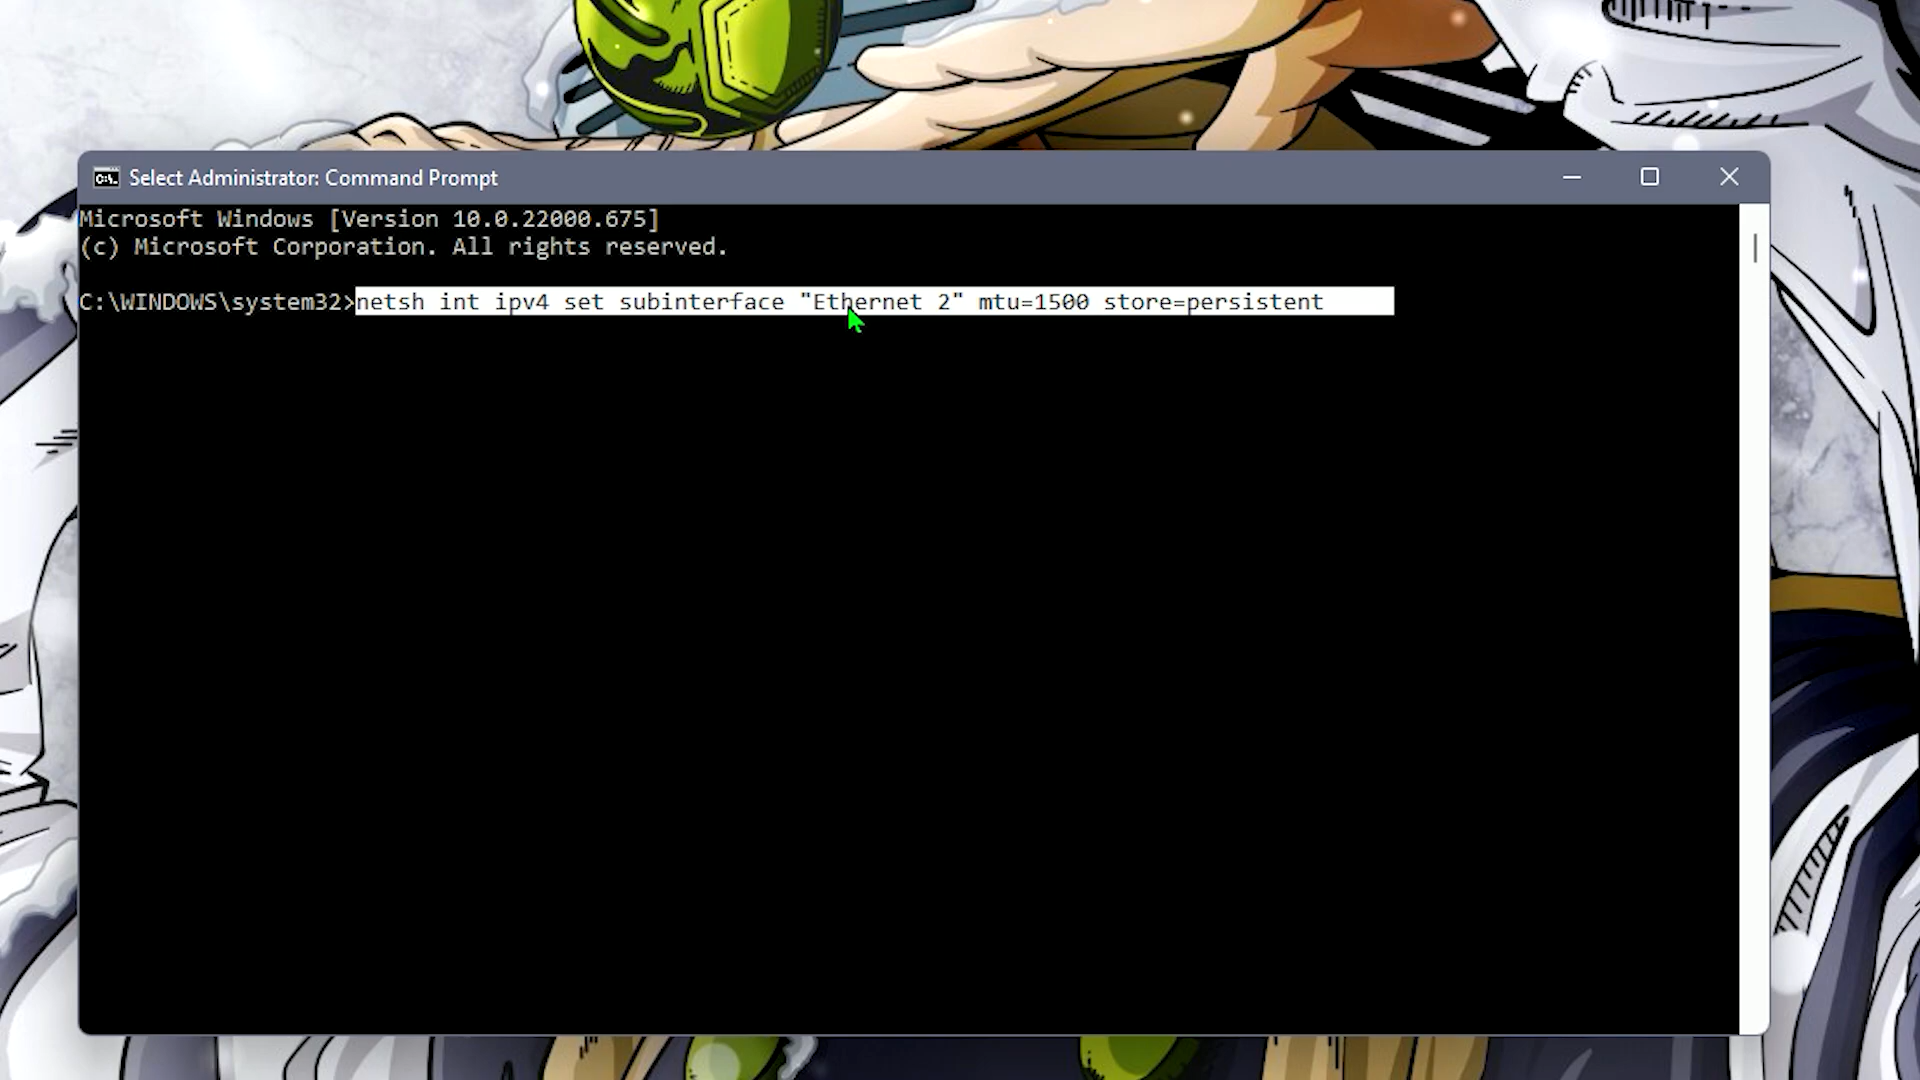 Select Administrator: Command Prompt
Microsoft Windows [Version 10.0.22000.675]
(c) Microsoft Corporation. All rights reserved.
C:\WINDOWS\system32>netsh int ipv4 set subinterface "Ethernet 2" mtu=1500 store=persistent